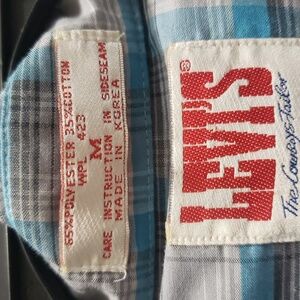 65%POLYESTER 35%COTTON
WPL 423
M
CARE INSTRUCTION IN SIDESEAM
MADE IN KOREA
LEVI'S®
The Cowboys Tailor